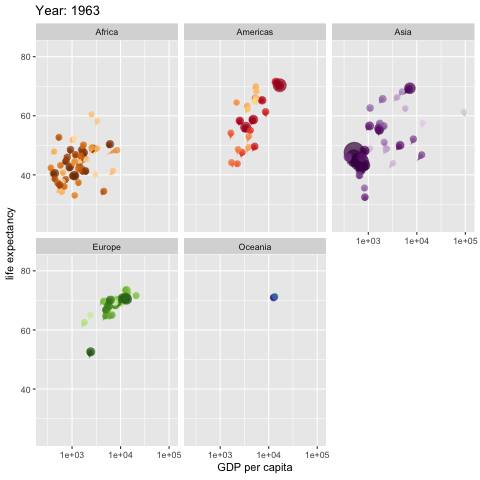 Year: 1963
Africa
Americas
Asia
80
60
40
1e+03 1e+04 1e+05
life expectancy
Europe
Oceania
80
60
40
1e+03 1e+04 1e+05
1e+03 1e+04 1e+05
GDP per capita